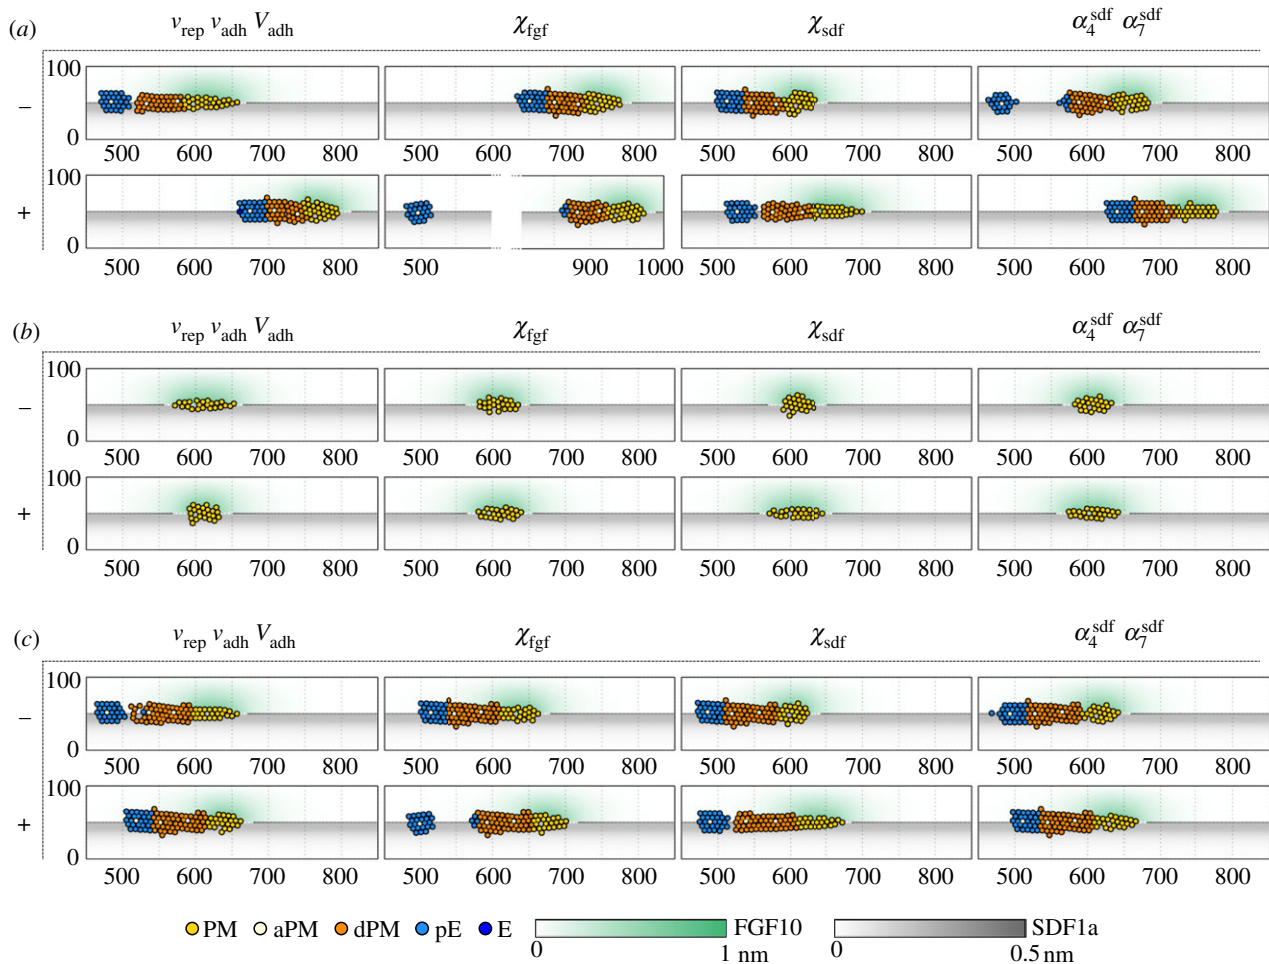 (a) v_rep v_adh V_adh χ_fgf χ_sdf α_4^sdf α_7^sdf
100
−
0
500 600 700 800 500 600 700 800 500 600 700 800 500 600 700 800
100
+
0
500 600 700 800 500 900 1000 500 600 700 800 500 600 700 800
(b) v_rep v_adh V_adh χ_fgf χ_sdf α_4^sdf α_7^sdf
100
−
0
500 600 700 800 500 600 700 800 500 600 700 800 500 600 700 800
100
+
0
500 600 700 800 500 600 700 800 500 600 700 800 500 600 700 800
(c) v_rep v_adh V_adh χ_fgf χ_sdf α_4^sdf α_7^sdf
100
−
0
500 600 700 800 500 600 700 800 500 600 700 800 500 600 700 800
100
+
0
500 600 700 800 500 600 700 800 500 600 700 800 500 600 700 800
PM aPM dPM pE E FGF10 SDF1a
0 1 nm 0 0.5 nm